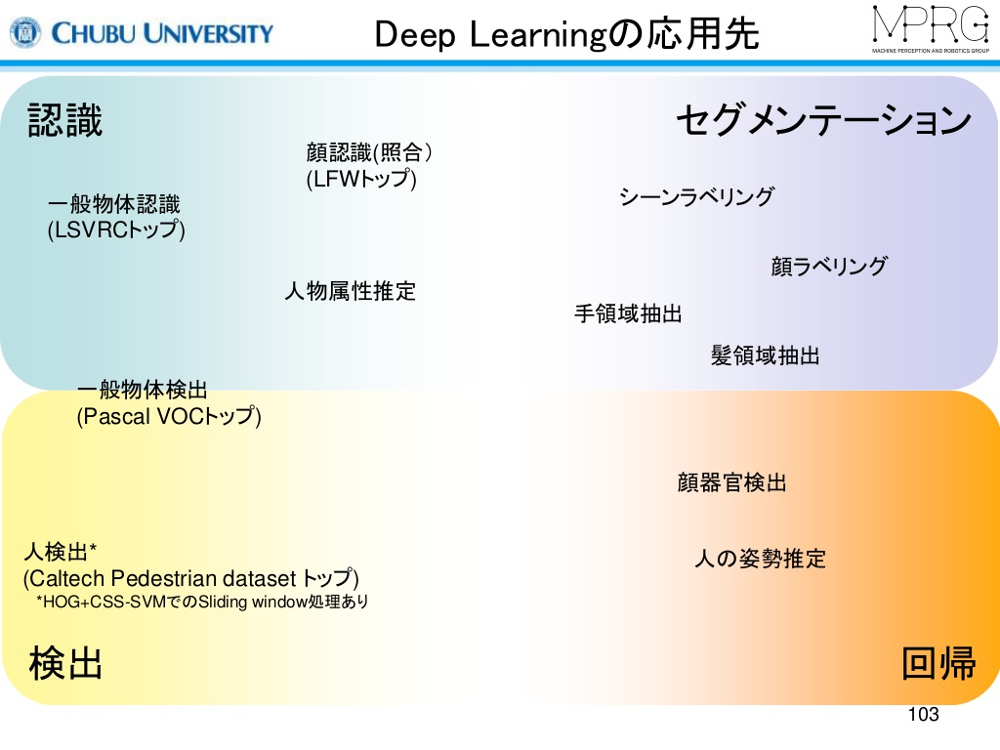 CHUBU UNIVERSITY
Deep Learningの応用先
MPRG
MACHINE PERCEPTION AND ROBOTICS GROUP
認識
セグメンテーション
顔認識(照合）
(LFWトップ)
一般物体認識
(LSVRCトップ)
シーンラベリング
顔ラベリング
人物属性推定
手領域抽出
髪領域抽出
一般物体検出
(Pascal VOCトップ)
顔器官検出
人検出*
(Caltech Pedestrian dataset トップ)
*HOG+CSS-SVMでのSliding window処理あり
人の姿勢推定
検出
回帰
103